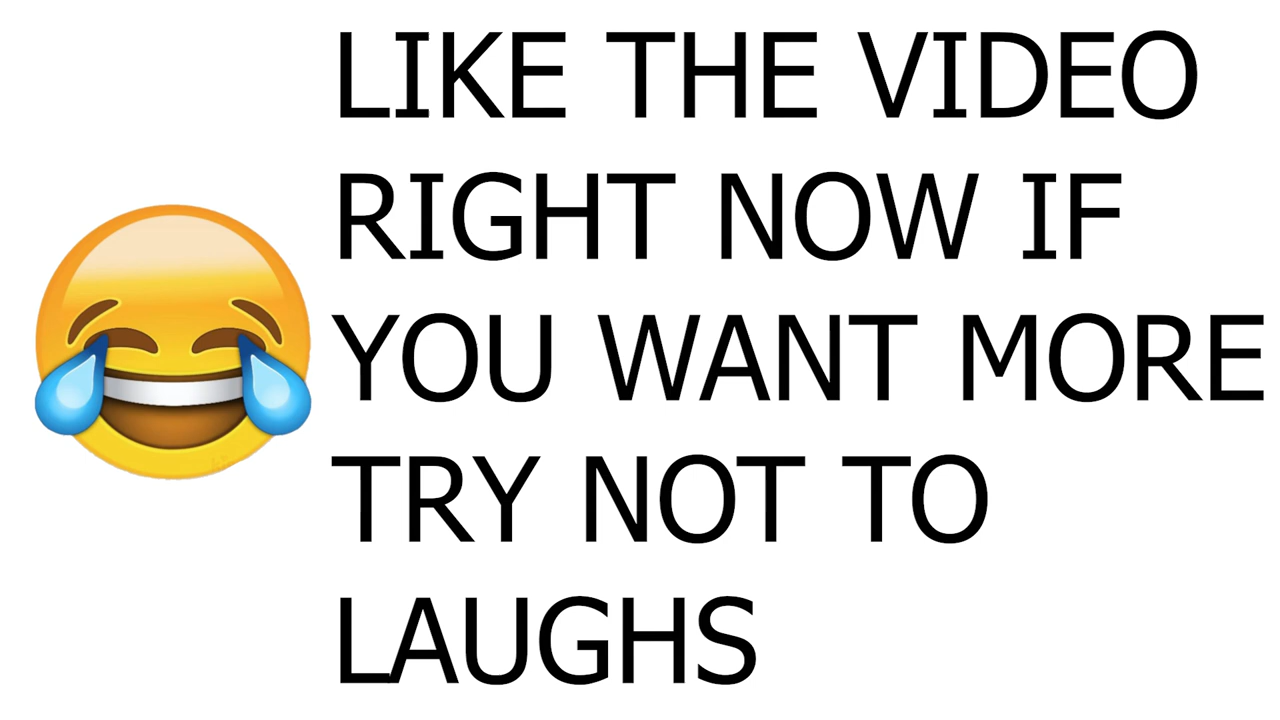 LIKE THE VIDEO
RIGHT NOW IF
YOU WANT MORE
TRY NOT TO
LAUGHS